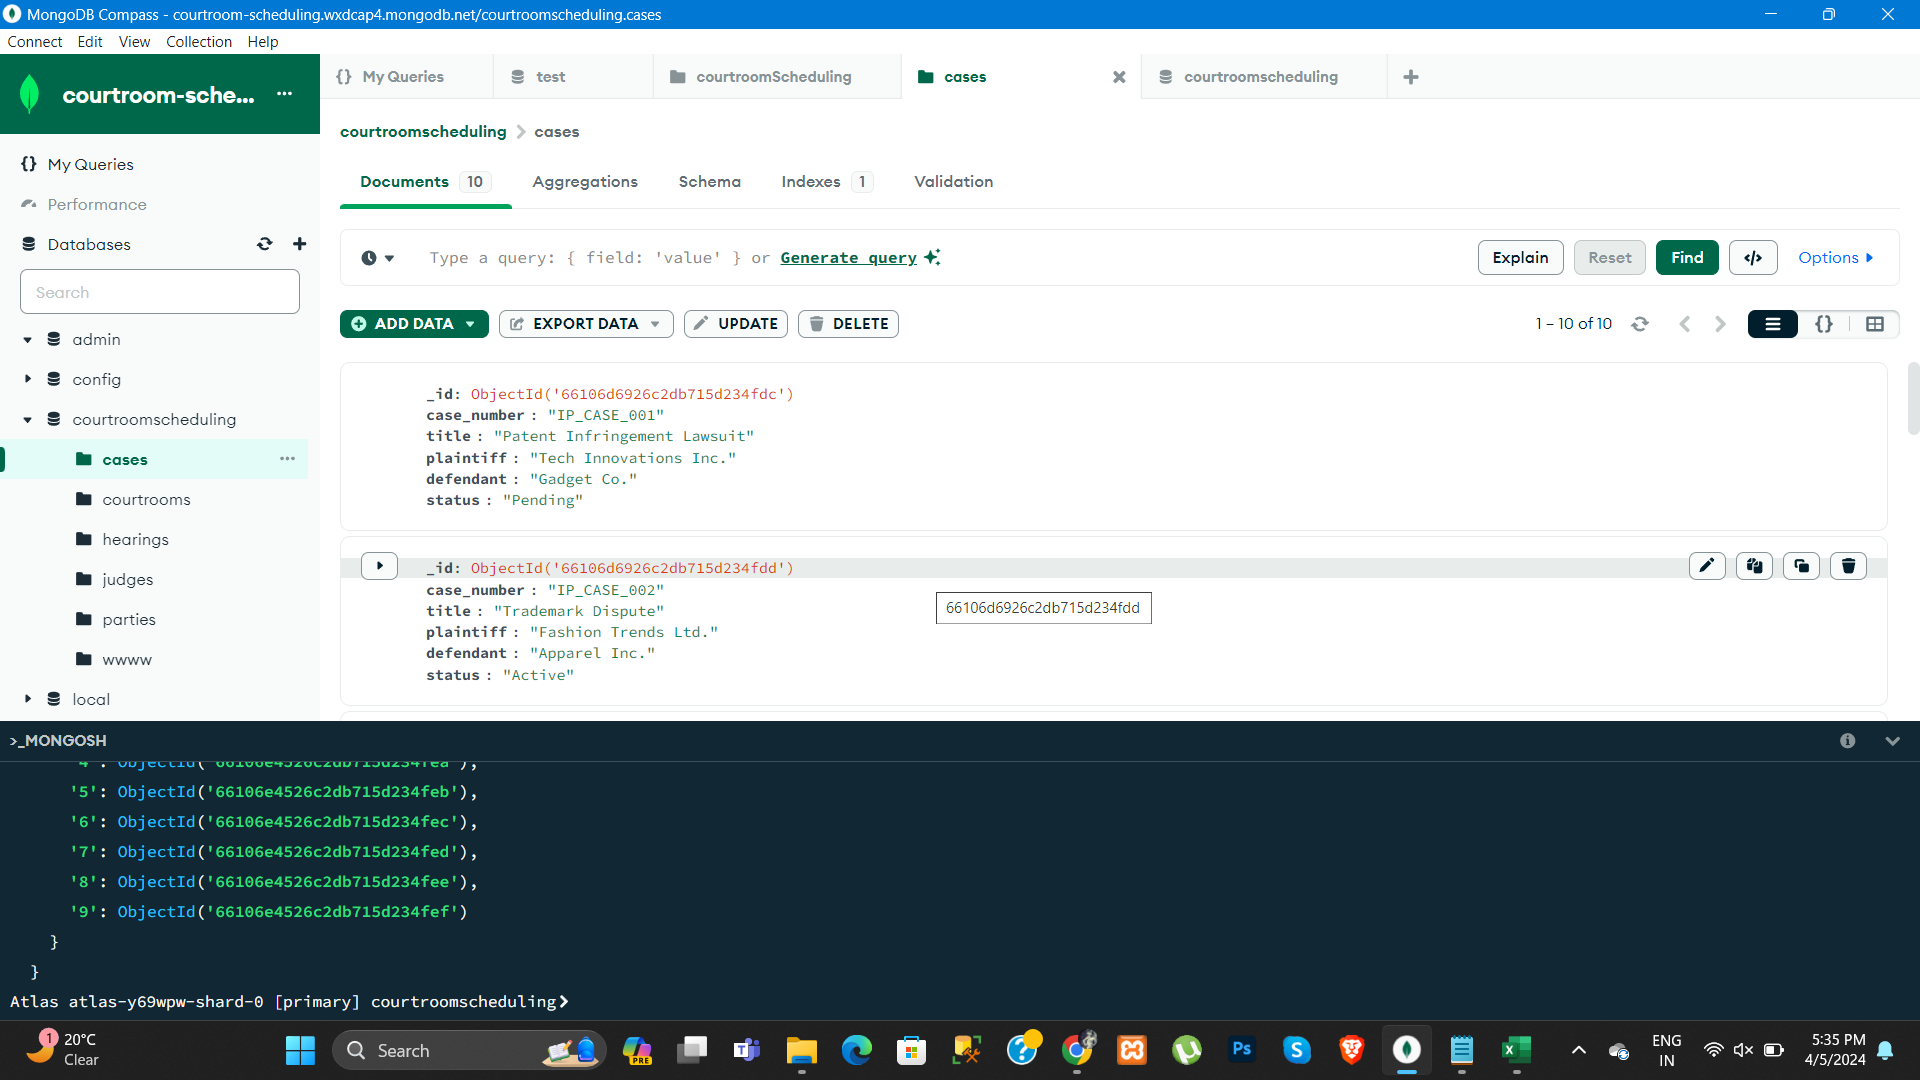 MongoDB Compass - courtroom-scheduling.wxdcap4.mongodb.net/courtroomscheduling.cases
Connect Edit View Collection Help
courtroom-sche...
My Queries
test
courtroomScheduling
cases
courtroomscheduling
courtroomscheduling > cases
My Queries
Performance
Databases
Search
admin
config
courtroomscheduling
cases
courtrooms
hearings
judges
parties
wwww
local
Documents 10 Aggregations Schema Indexes 1 Validation
Type a query: { field: 'value' } or Generate query
Explain Reset Find </> Options
ADD DATA EXPORT DATA UPDATE DELETE
1 – 10 of 10
_id: ObjectId('66106d6926c2db715d234fdc')
case_number : "IP_CASE_001"
title : "Patent Infringement Lawsuit"
plaintiff : "Tech Innovations Inc."
defendant : "Gadget Co."
status : "Pending"
_id: ObjectId('66106d6926c2db715d234fdd')
case_number : "IP_CASE_002"
title : "Trademark Dispute"
plaintiff : "Fashion Trends Ltd."
defendant : "Apparel Inc."
status : "Active"
66106d6926c2db715d234fdd
>_MONGOSH
'4': ObjectId('66106e4526c2db715d234fea'),
'5': ObjectId('66106e4526c2db715d234feb'),
'6': ObjectId('66106e4526c2db715d234fec'),
'7': ObjectId('66106e4526c2db715d234fed'),
'8': ObjectId('66106e4526c2db715d234fee'),
'9': ObjectId('66106e4526c2db715d234fef')
}
}
Atlas atlas-y69wpw-shard-0 [primary] courtroomscheduling>
1
20°C
Clear
Search
PRE
Ps
ENG
IN
5:35 PM
4/5/2024